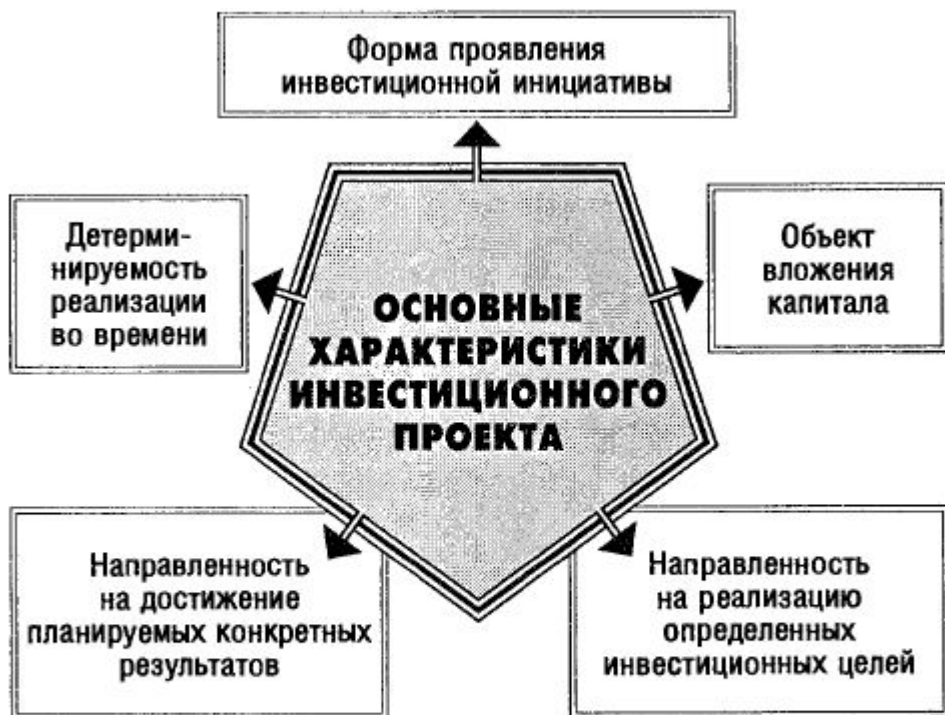 Форма проявления
инвестиционной инициативы
Детерми-
нируемость
реализации
во времени
Объект
вложения
капитала
ОСНОВНЫЕ
ХАРАКТЕРИСТИКИ
ИНВЕСТИЦИОННОГО
ПРОЕКТА
Направленность
на достижение
планируемых конкретных
результатов
Направленность
на реализацию
определенных
инвестиционных целей